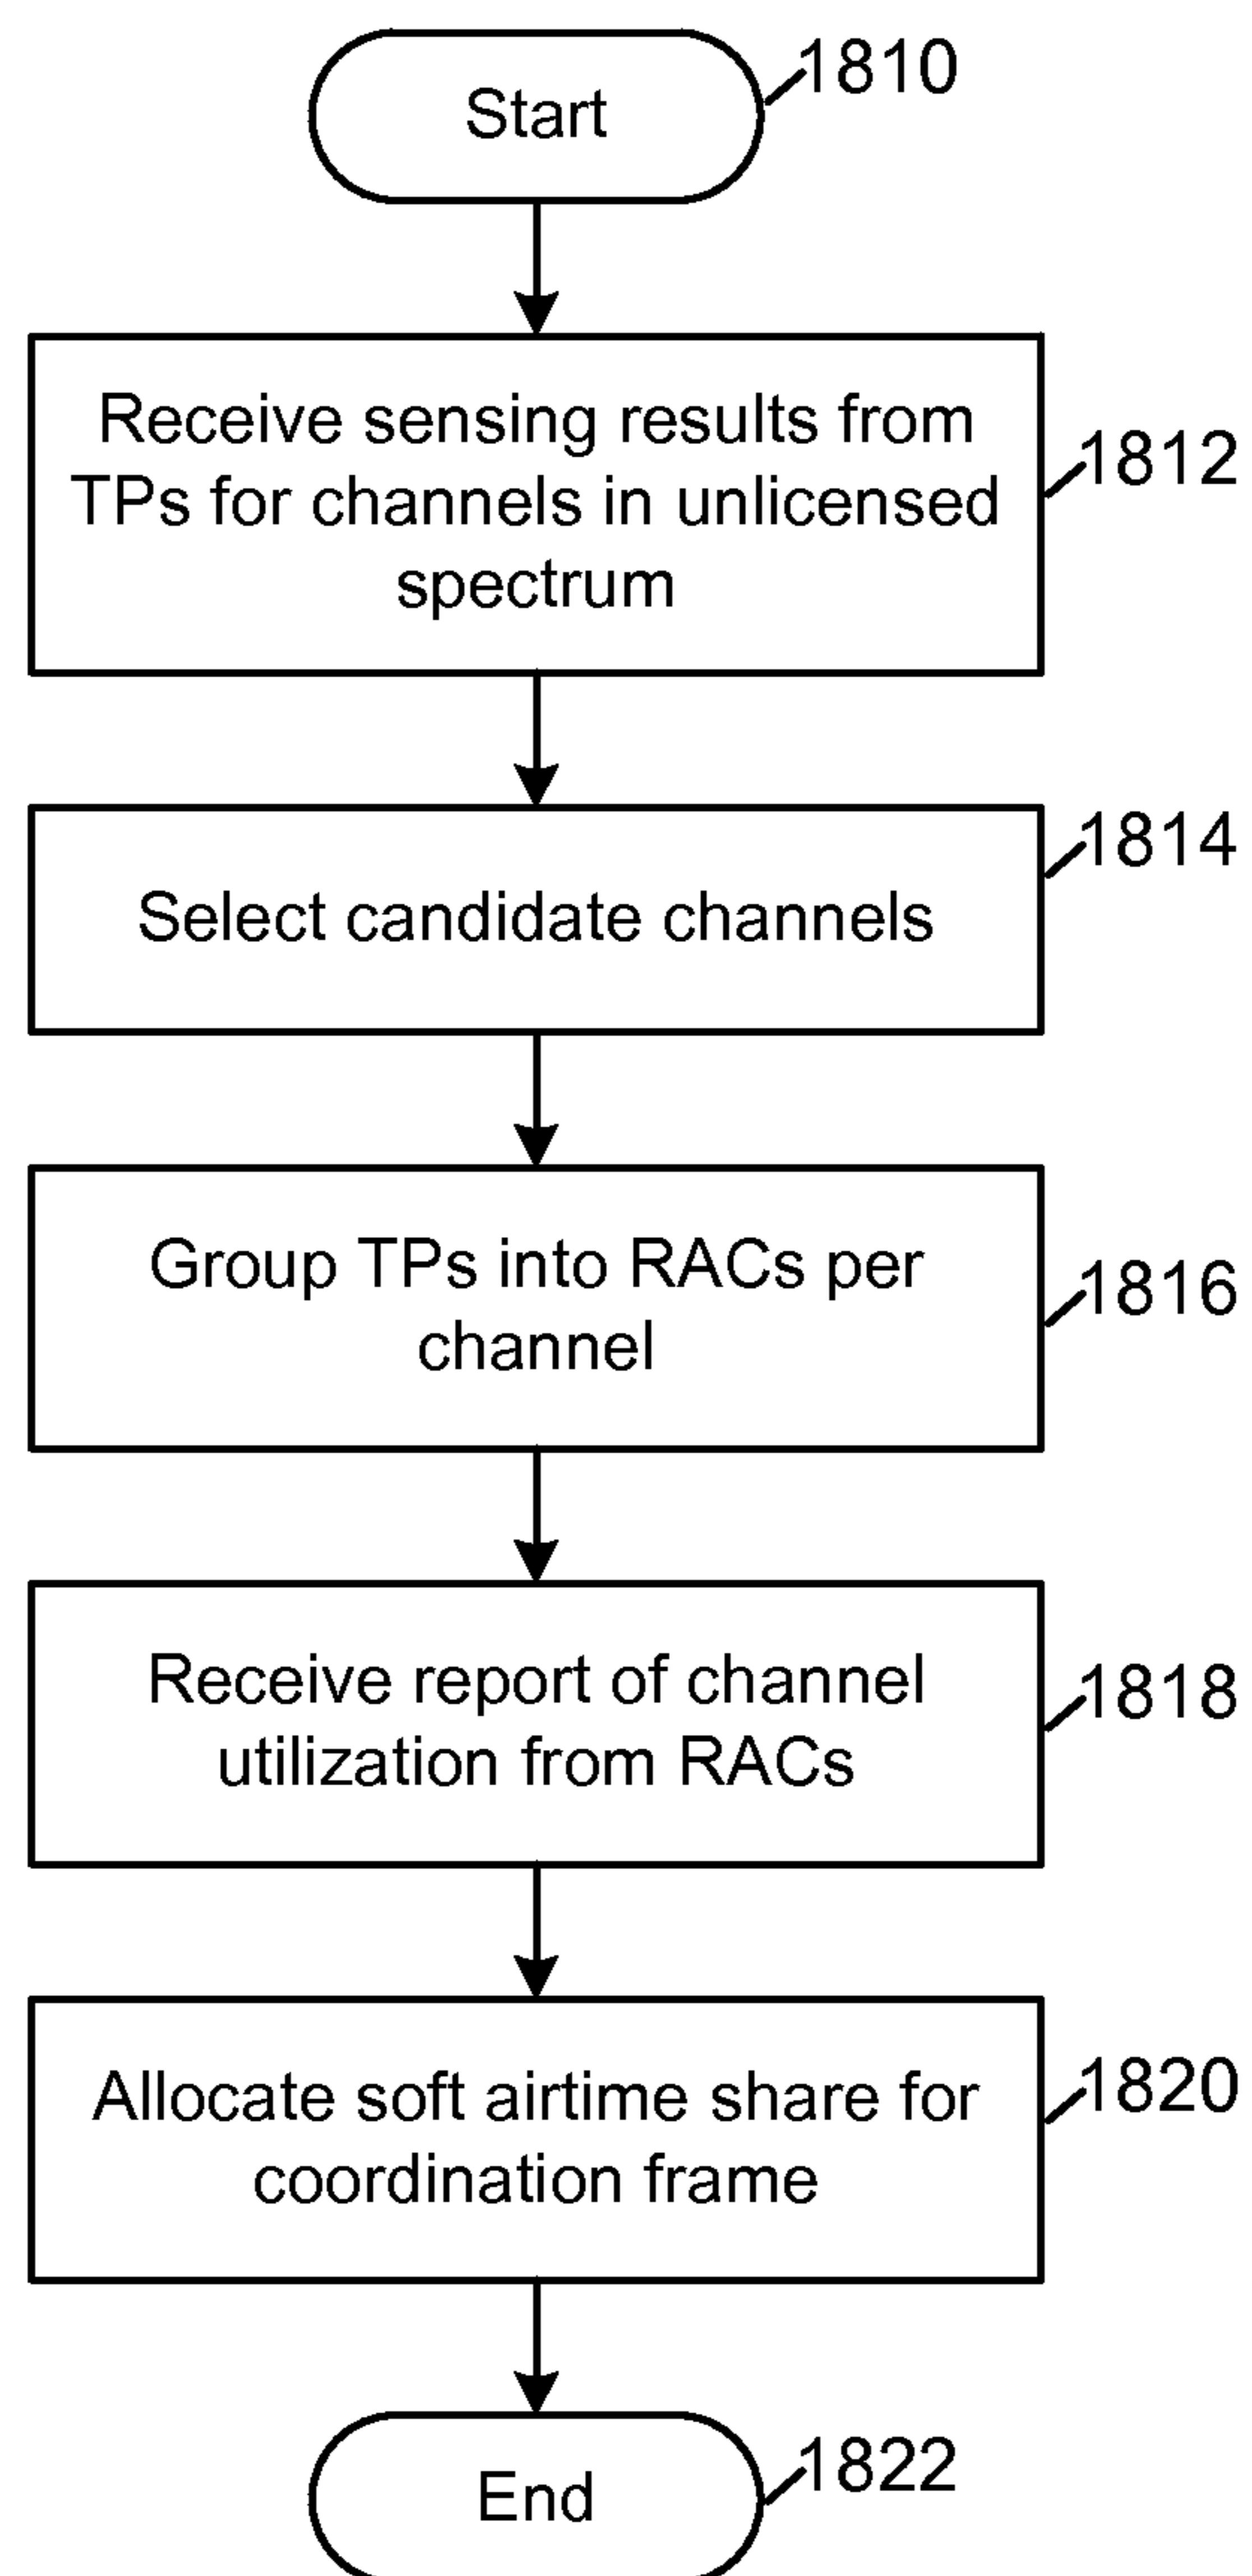 Start
1810
Receive sensing results from
TPs for channels in unlicensed
spectrum
1812
Select candidate channels
1814
Group TPs into RACs per
channel
1816
Receive report of channel
utilization from RACs
1818
Allocate soft airtime share for
coordination frame
1820
End
1822